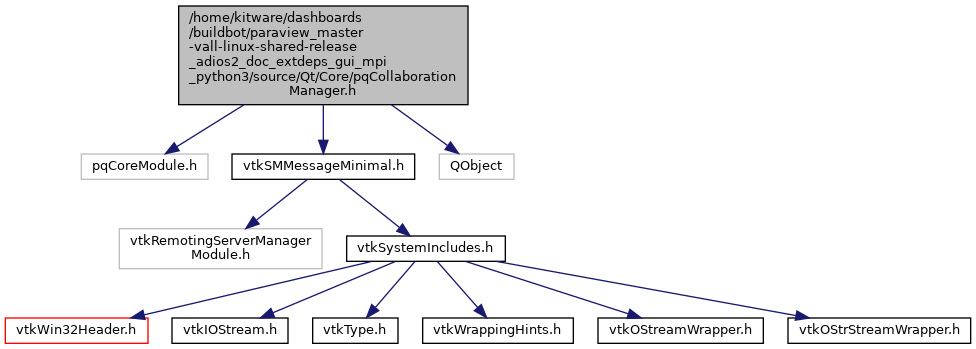 /home/kitware/dashboards
/buildbot/paraview_master
-vall-linux-shared-release
_adios2_doc_extdeps_gui_mpi
_python3/source/Qt/Core/pqCollaboration
Manager.h
pqCoreModule.h
vtkSMMessageMinimal.h
QObject
vtkRemotingServerManager
Module.h
vtkSystemIncludes.h
vtkWin32Header.h
vtkIOStream.h
vtkType.h
vtkWrappingHints.h
vtkOStreamWrapper.h
vtkOStrStreamWrapper.h